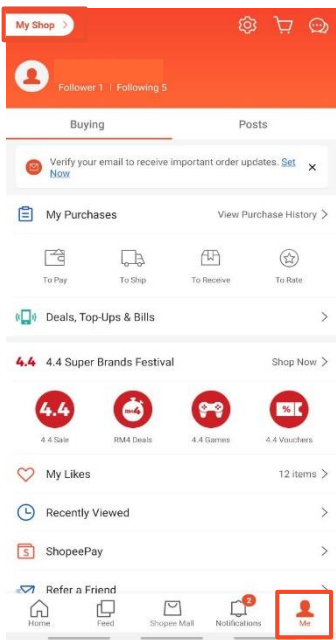 My Shop >
Follower 1 | Following 5
Buying
Posts
Verify your email to receive important order updates. Set
Now
My Purchases
View Purchase History >
To Pay
To Ship
To Receive
To Rate
Deals, Top-Ups & Bills
4.4 4.4 Super Brands Festival
Shop Now >
4.4
RM4
%
4.4 Sale
RM4 Deals
4.4 Games
4.4 Vouchers
My Likes
12 items >
Recently Viewed
S ShopeePay
Refer a Friend
2
Home
Feed
Shopee Mall
Notifications
Me